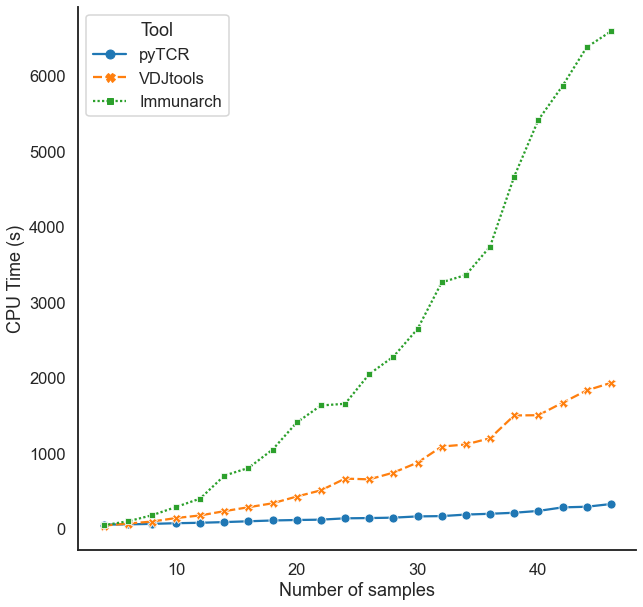 Tool
pyTCR
VDJtools
Immunarch
CPU Time (s)
6000
5000
4000
3000
2000
1000
0
10 20 30 40
Number of samples